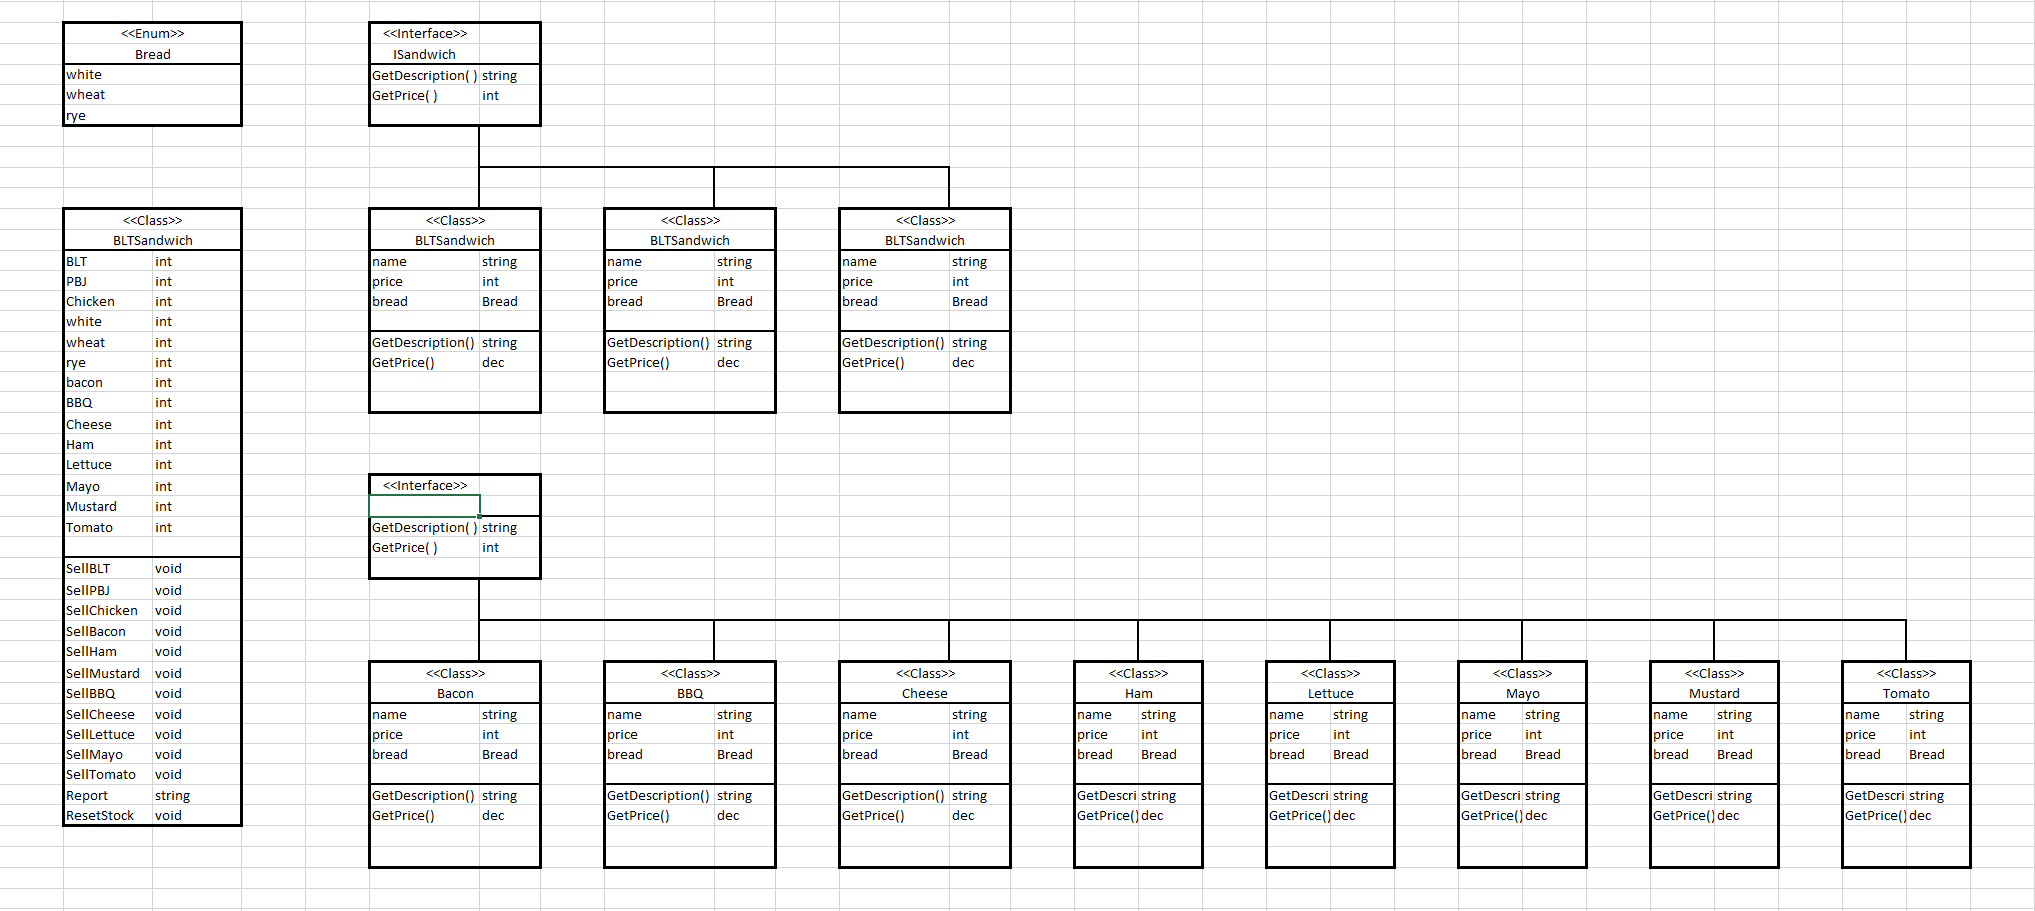 <<Enum>>
Bread
white
wheat
rye
<<Interface>>
ISandwich
GetDescription( ) string
GetPrice( ) int
<<Class>>
BLTSandwich
BLT int
PBJ int
Chicken int
white int
wheat int
rye int
bacon int
BBQ int
Cheese int
Ham int
Lettuce int
Mayo int
Mustard int
Tomato int
SellBLT void
SellPBJ void
SellChicken void
SellBacon void
SellHam void
SellMustard void
SellBBQ void
SellCheese void
SellLettuce void
SellMayo void
SellTomato void
Report string
ResetStock void
<<Class>>
BLTSandwich
name string
price int
bread Bread
GetDescription() string
GetPrice() dec
<<Class>>
BLTSandwich
name string
price int
bread Bread
GetDescription() string
GetPrice() dec
<<Class>>
BLTSandwich
name string
price int
bread Bread
GetDescription() string
GetPrice() dec
<<Interface>>
GetDescription( ) string
GetPrice( ) int
<<Class>>
Bacon
name string
price int
bread Bread
GetDescription() string
GetPrice() dec
<<Class>>
BBQ
name string
price int
bread Bread
GetDescription() string
GetPrice() dec
<<Class>>
Cheese
name string
price int
bread Bread
GetDescription() string
GetPrice() dec
<<Class>>
Ham
name string
price int
bread Bread
GetDescri string
GetPrice() dec
<<Class>>
Lettuce
name string
price int
bread Bread
GetDescri string
GetPrice() dec
<<Class>>
Mayo
name string
price int
bread Bread
GetDescri string
GetPrice() dec
<<Class>>
Mustard
name string
price int
bread Bread
GetDescri string
GetPrice() dec
<<Class>>
Tomato
name string
price int
bread Bread
GetDescri string
GetPrice() dec